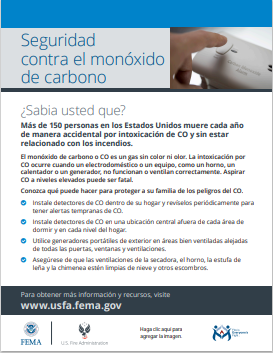 Seguridad
contra el monóxido
de carbono
¿Sabia usted que?
Más de 150 personas en los Estados Unidos muere cada año
de manera accidental por intoxicación de CO y sin estar
relacionado con los incendios.
El monóxido de carbono o CO es un gas sin color ni olor. La intoxicación por
CO ocurre cuando un electrodoméstico o un equipo, como un horno, un
calentador o un generador, no funcionan o ventilan correctamente. Aspirar
CO a niveles elevados puede ser fatal.
Conozca qué puede hacer para proteger a su familia de los peligros del CO.
Instale detectores de CO dentro de su hogar y revíselos periódicamente para
tener alertas tempranas de CO.
Instale detectores de CO en una ubicación central afuera de cada área de
dormir y en cada nivel del hogar.
Utilice generadores portátiles de exterior en áreas bien ventiladas alejadas
de todas las puertas, ventanas y ventilaciones.
Asegúrese de que las ventilaciones de la secadora, el horno, la estufa de
leña y la chimenea estén limpias de nieve y otros escombros.
Para obtener más información y recursos, visite
www.usfa.fema.gov
FEMA
U.S. Fire Administration
Haga clic aquí para
agregar la imagen.